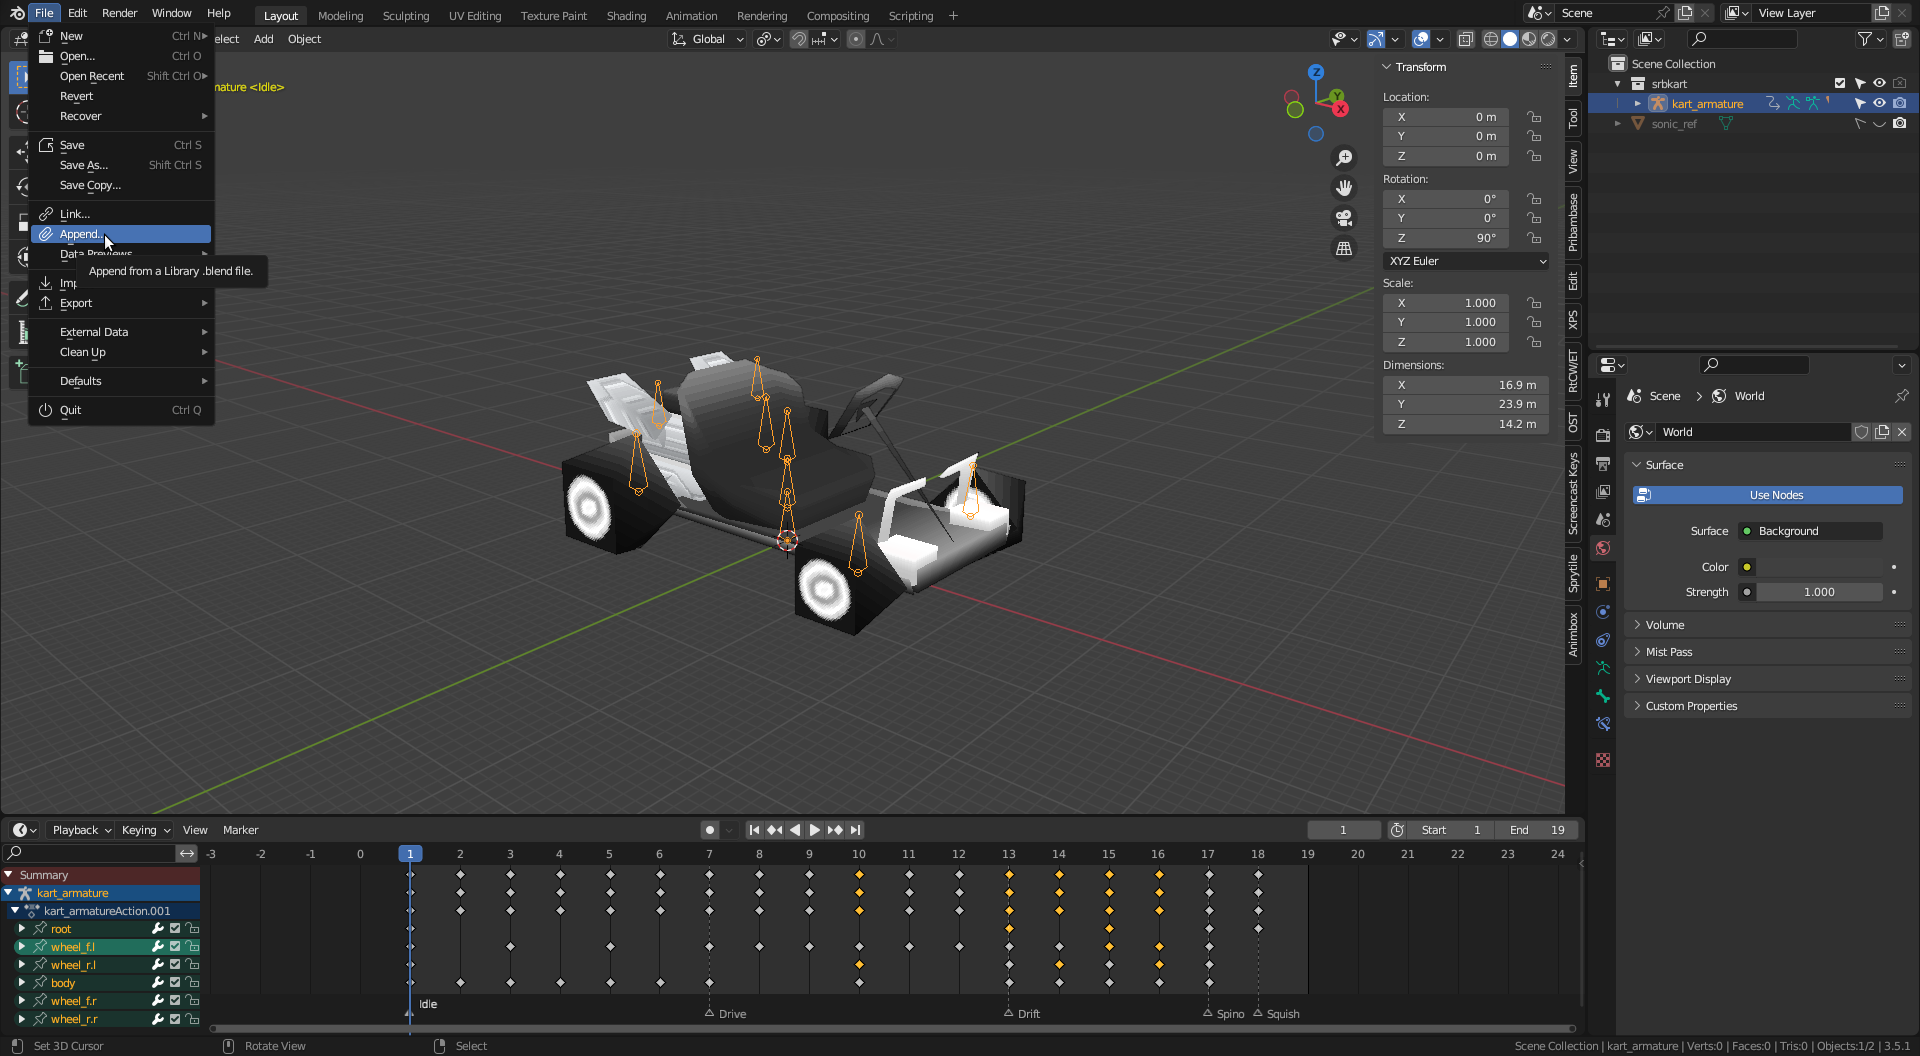 File Edit Render Window Help Layout Modeling Sculpting UV Editing Texture Paint Shading Animation Rendering Compositing Scripting + Scene View Layer
New Ctrl N
Open... Ctrl O
Open Recent Shift Ctrl O
Revert
Recover
Save Ctrl S
Save As... Shift Ctrl S
Save Copy...
Link...
Append...
Data Previews
Append from a Library .blend file.
Imp
Export
External Data
Clean Up
Defaults
Quit Ctrl Q
elect Add Object Global
mature <Idle>
Z
Y
X
Transform
Location:
X 0 m
Y 0 m
Z 0 m
Rotation:
X 0°
Y 0°
Z 90°
XYZ Euler
Scale:
X 1.000
Y 1.000
Z 1.000
Dimensions:
X 16.9 m
Y 23.9 m
Z 14.2 m
Item
Tool
View
Pribambase
Edit
XPS
RtCW/ET
OST
Screencast Keys
Sprytile
Animbox
Scene Collection
srbkart
kart_armature
sonic_ref
Scene > World
World
Surface
Use Nodes
Surface Background
Color
Strength 1.000
Volume
Mist Pass
Viewport Display
Custom Properties
Playback Keying View Marker 1 Start 1 End 19
-3 -2 -1 0 1 2 3 4 5 6 7 8 9 10 11 12 13 14 15 16 17 18 19 20 21 22 23 24
Summary
kart_armature
kart_armatureAction.001
root
wheel_f.l
wheel_r.l
body
wheel_f.r
wheel_r.r
Idle
Drive Drift Spino Squish
Set 3D Cursor Rotate View Select Scene Collection | kart_armature | Verts:0 | Faces:0 | Tris:0 | Objects:1/2 | 3.5.1